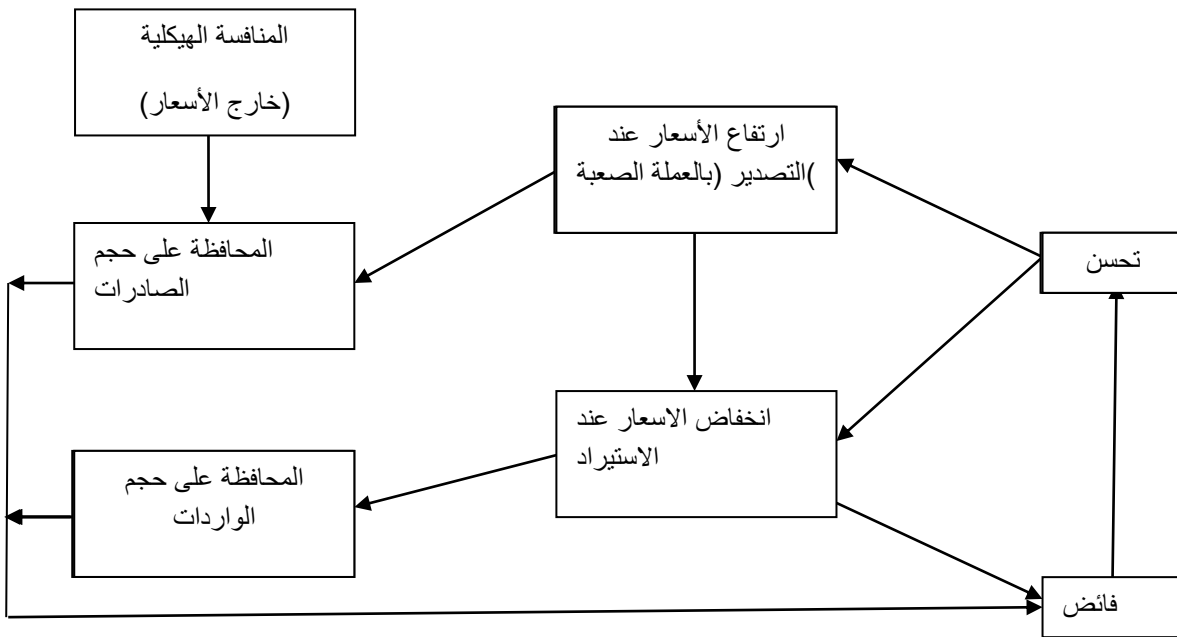 المنافسة الهيكلية
(خارج الأسعار)
ارتفاع الأسعار عند
التصدير (بالعملة الصعبة(
المحافظة على حجم
الصادرات
تحسن
انخفاض الاسعار عند
الاستيراد
المحافظة على حجم
الواردات
فائض